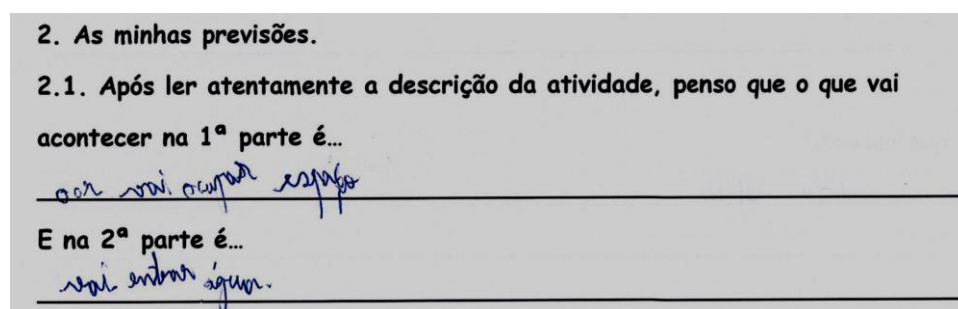 2. As minhas previsões.
2.1. Após ler atentamente a descrição da atividade, penso que o que vai
acontecer na 1ª parte é…
oar vai ocupar espaço
E na 2ª parte é…
vai entrar água.